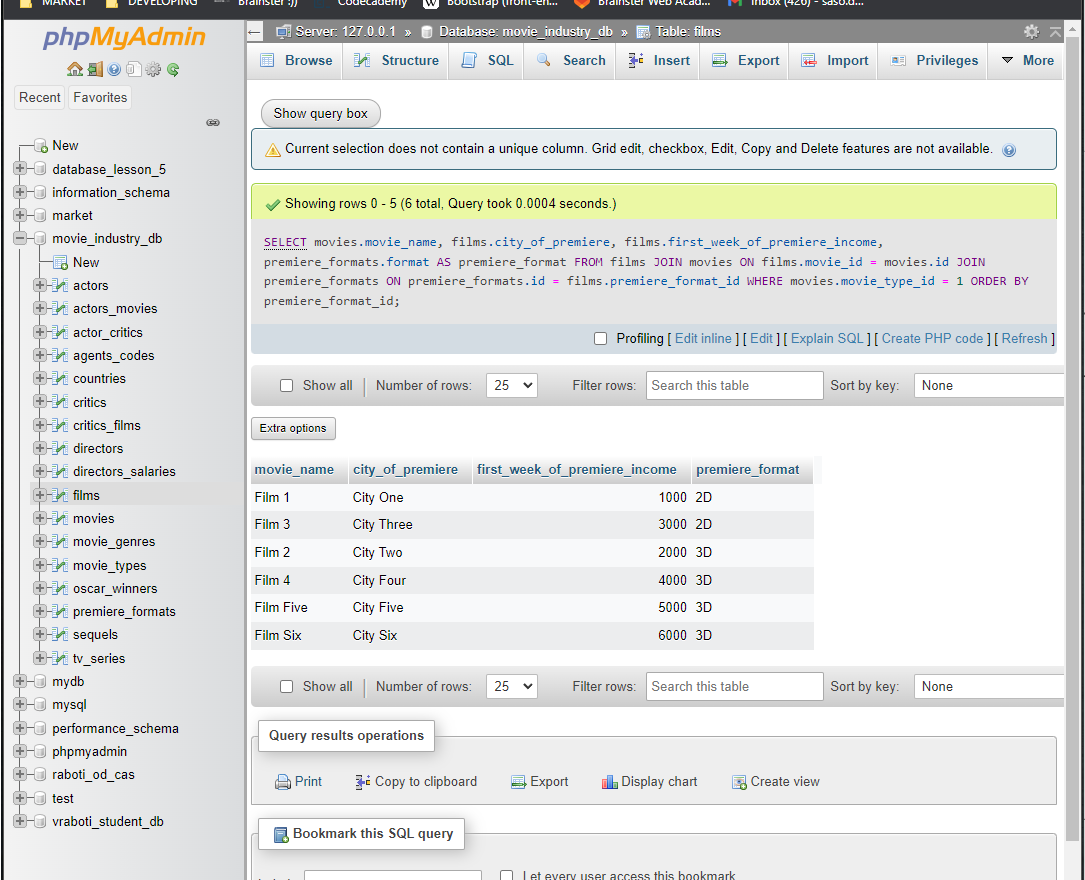 MARKET DEVELOPING Brainster :)) Codecademy W Bootstrap (front-en... Brainster Web Acad... Inbox (426) - saso.d...
phpMyAdmin
Recent Favorites
New
database_lesson_5
information_schema
market
movie_industry_db
New
actors
actors_movies
actor_critics
agents_codes
countries
critics
critics_films
directors
directors_salaries
films
movies
movie_genres
movie_types
oscar_winners
premiere_formats
sequels
tv_series
mydb
mysql
performance_schema
phpmyadmin
raboti_od_cas
test
vraboti_student_db
Server: 127.0.0.1 » Database: movie_industry_db » Table: films
Browse Structure SQL Search Insert Export Import Privileges More
Show query box
Current selection does not contain a unique column. Grid edit, checkbox, Edit, Copy and Delete features are not available.
Showing rows 0 - 5 (6 total, Query took 0.0004 seconds.)
SELECT movies.movie_name, films.city_of_premiere, films.first_week_of_premiere_income,
premiere_formats.format AS premiere_format FROM films JOIN movies ON films.movie_id = movies.id JOIN
premiere_formats ON premiere_formats.id = films.premiere_format_id WHERE movies.movie_type_id = 1 ORDER BY
premiere_format_id;
Profiling [ Edit inline ] [ Edit ] [ Explain SQL ] [ Create PHP code ] [ Refresh ]
Show all | Number of rows: 25 Filter rows: Search this table Sort by key: None
Extra options
movie_name city_of_premiere first_week_of_premiere_income premiere_format
Film 1 City One 1000 2D
Film 3 City Three 3000 2D
Film 2 City Two 2000 3D
Film 4 City Four 4000 3D
Film Five City Five 5000 3D
Film Six City Six 6000 3D
Show all | Number of rows: 25 Filter rows: Search this table Sort by key: None
Query results operations
Print Copy to clipboard Export Display chart Create view
Bookmark this SQL query
Let every user access this bookmark